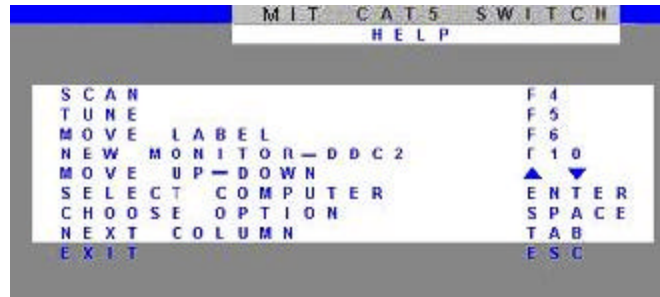 MIT CAT5 SWITCH
HELP
SCAN F4
TUNE F5
MOVE LABEL F6
NEW MONITOR-DDC2 F10
MOVE UP-DOWN ▲ ▼
SELECT COMPUTER ENTER
CHOOSE OPTION SPACE
NEXT COLUMN TAB
EXIT ESC